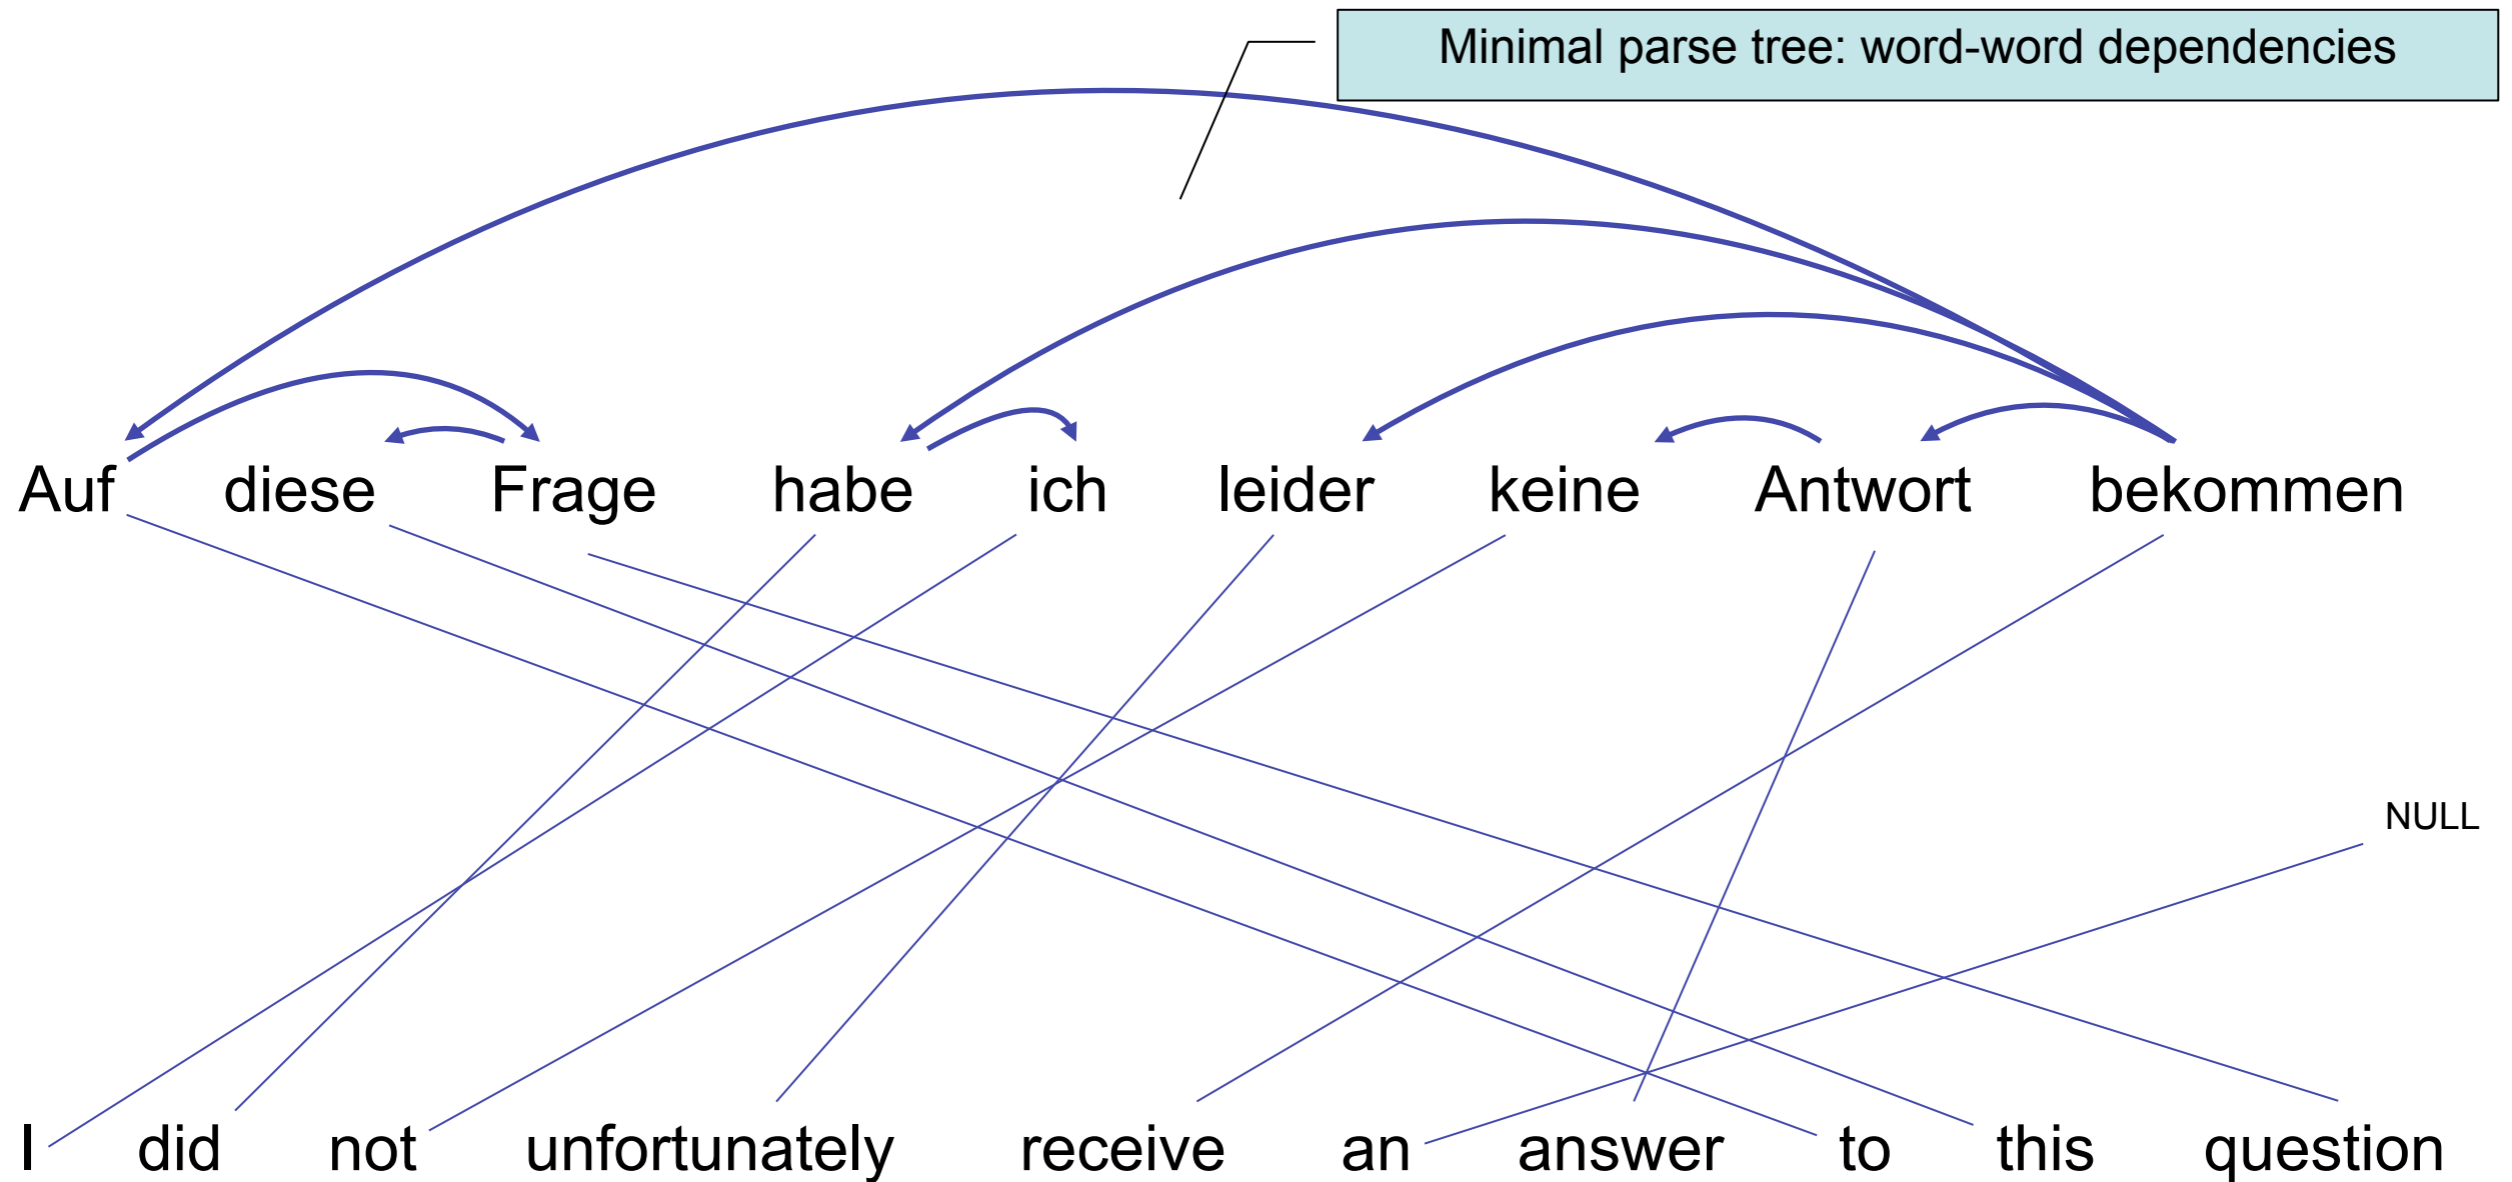 Minimal parse tree: word-word dependencies
Auf diese Frage habe ich leider keine Antwort bekommen
NULL
I did not unfortunately receive an answer to this question